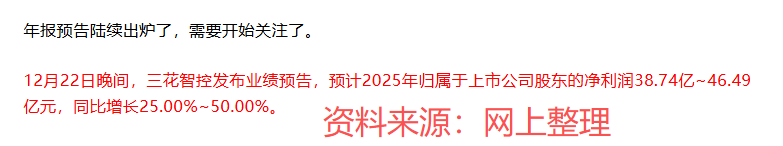 年报预告陆续出炉了，需要开始关注了。
12月22日晚间，三花智控发布业绩预告，预计2025年归属于上市公司股东的净利润38.74亿~46.49
亿元，同比增长25.00%~50.00%。
资料来源：网上整理